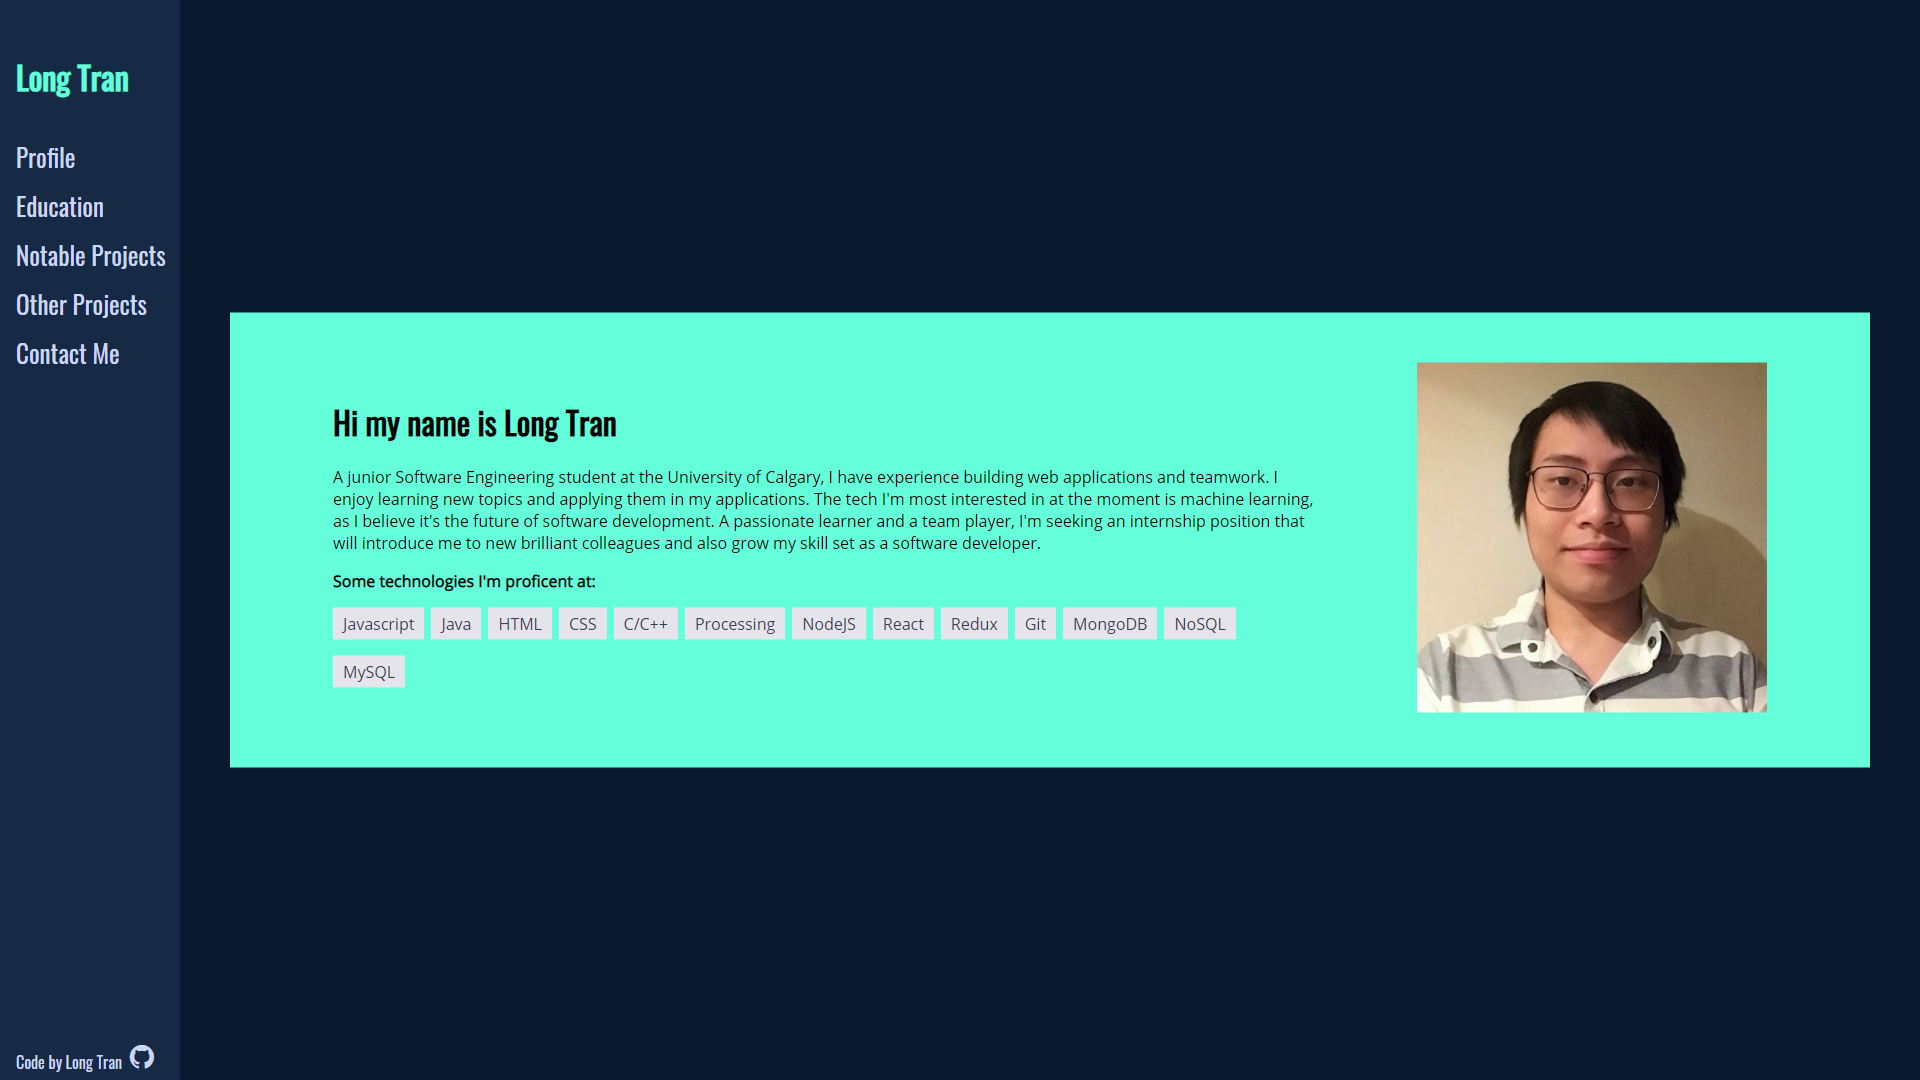 Long Tran
Profile
Education
Notable Projects
Other Projects
Contact Me
Hi my name is Long Tran
A junior Software Engineering student at the University of Calgary, I have experience building web applications and teamwork. I
enjoy learning new topics and applying them in my applications. The tech I'm most interested in at the moment is machine learning,
as I believe it's the future of software development. A passionate learner and a team player, I'm seeking an internship position that
will introduce me to new brilliant colleagues and also grow my skill set as a software developer.
Some technologies I'm proficent at:
Javascript Java HTML CSS C/C++ Processing NodeJS React Redux Git MongoDB NoSQL
MySQL
Code by Long Tran